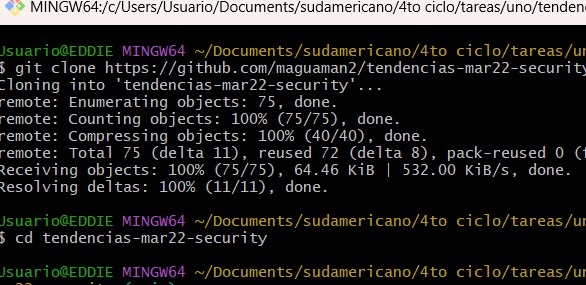 MINGW64:/c/Users/Usuario/Documents/sudamericano/4to ciclo/tareas/uno/tenden
Usuario@EDDIE MINGW64 ~/Documents/sudamericano/4to ciclo/tareas/un
$ git clone https://github.com/maguaman2/tendencias-mar22-security
Cloning into 'tendencias-mar22-security'...
remote: Enumerating objects: 75, done.
remote: Counting objects: 100% (75/75), done.
remote: Compressing objects: 100% (40/40), done.
remote: Total 75 (delta 11), reused 72 (delta 8), pack-reused 0 (f
Receiving objects: 100% (75/75), 64.46 KiB | 532.00 KiB/s, done.
Resolving deltas: 100% (11/11), done.
Usuario@EDDIE MINGW64 ~/Documents/sudamericano/4to ciclo/tareas/un
$ cd tendencias-mar22-security
Usuario@EDDIE MINGW64 ~/Documents/sudamericano/4to ciclo/tareas/un